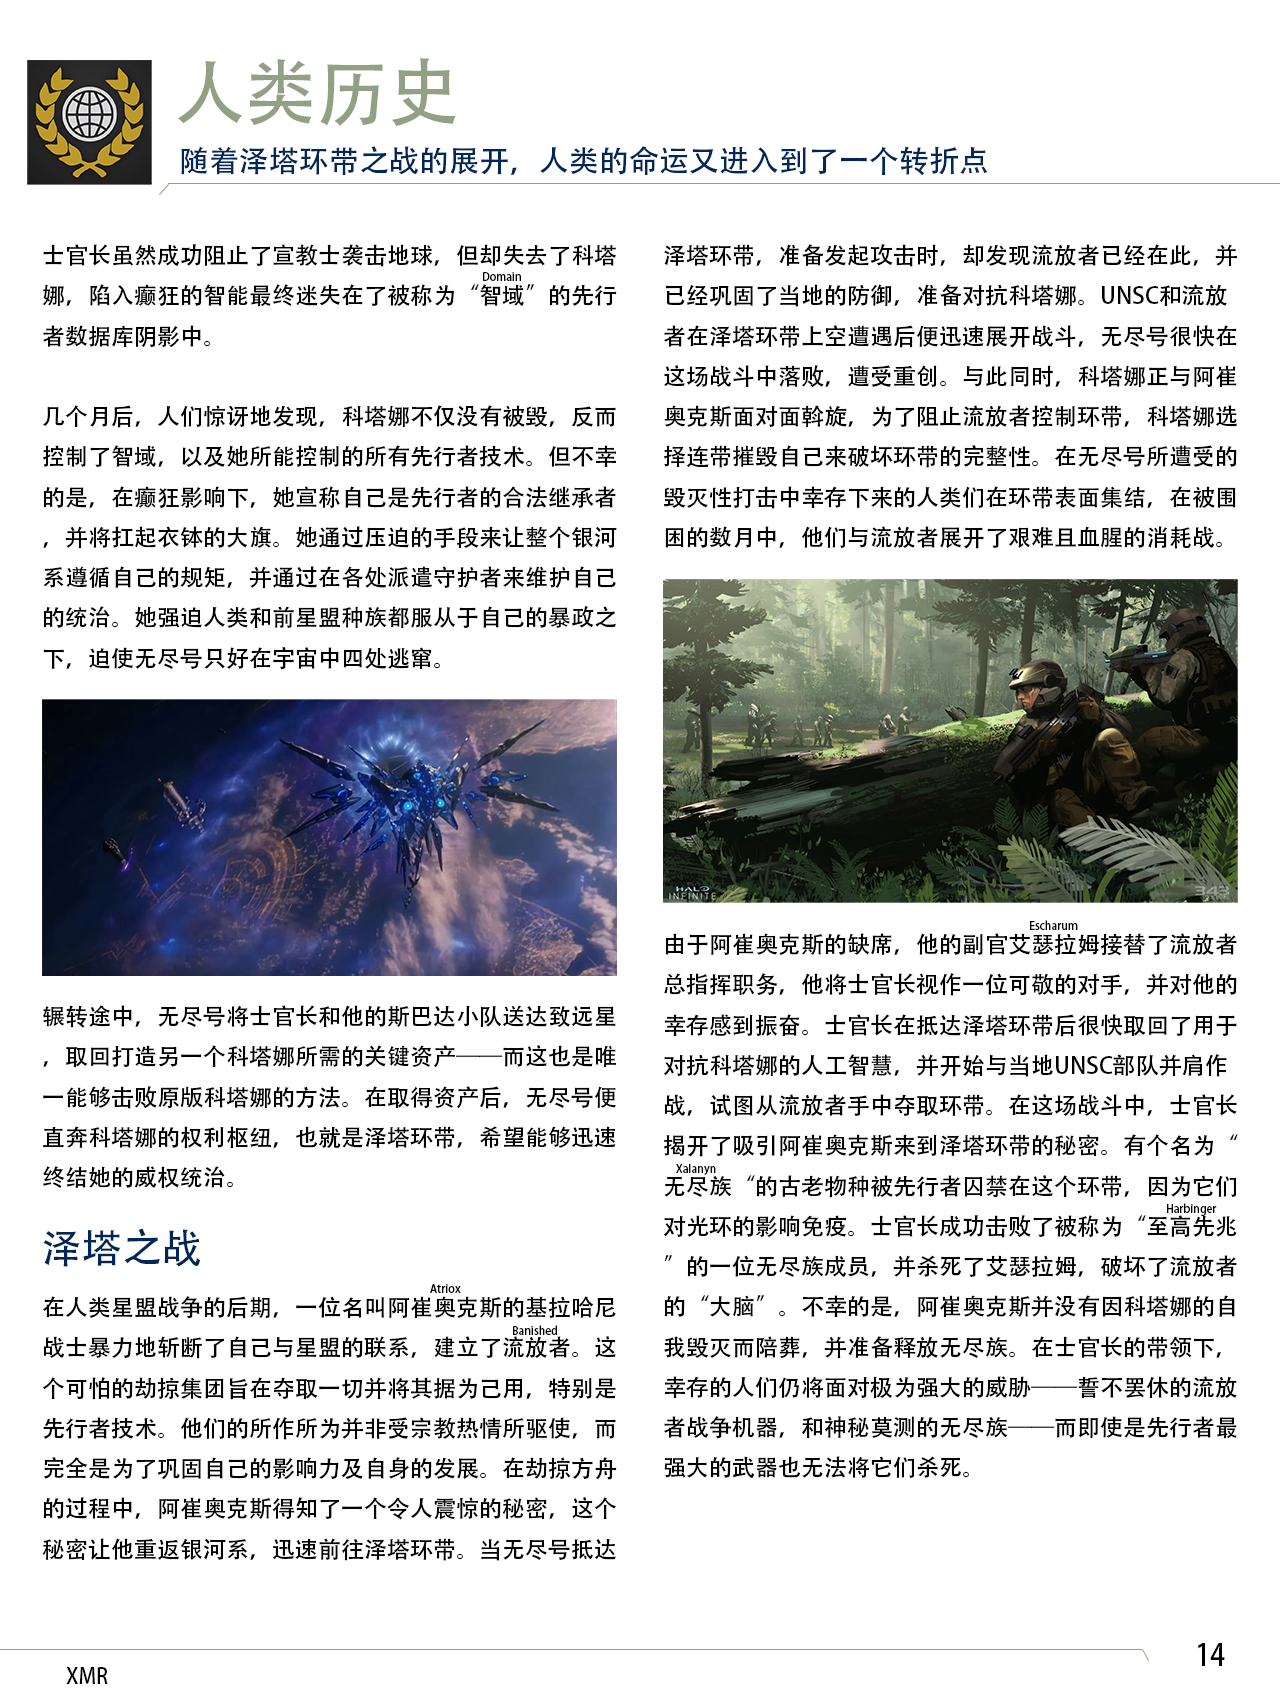 人类历史
随着泽塔环带之战的展开，人类的命运又进入到了一个转折点
士官长虽然成功阻止了宣教士袭击地球，但却失去了科塔
Domain
娜，陷入癫狂的智能最终迷失在了被称为“智域”的先行
者数据库阴影中。
几个月后，人们惊讶地发现，科塔娜不仅没有被毁，反而
控制了智域，以及她所能控制的所有先行者技术。但不幸
的是，在癫狂影响下，她宣称自己是先行者的合法继承者
，并将扛起衣钵的大旗。她通过压迫的手段来让整个银河
系遵循自己的规矩，并通过在各处派遣守护者来维护自己
的统治。她强迫人类和前星盟种族都服从于自己的暴政之
下，迫使无尽号只好在宇宙中四处逃窜。
辗转途中，无尽号将士官长和他的斯巴达小队送达致远星
，取回打造另一个科塔娜所需的关键资产——而这也是唯
一能够击败原版科塔娜的方法。在取得资产后，无尽号便
直奔科塔娜的权利枢纽，也就是泽塔环带，希望能够迅速
终结她的威权统治。
泽塔之战
Atriox
在人类星盟战争的后期，一位名叫阿崔奥克斯的基拉哈尼
Banished
战士暴力地斩断了自己与星盟的联系，建立了流放者。这
个可怕的劫掠集团旨在夺取一切并将其据为己用，特别是
先行者技术。他们的所作所为并非受宗教热情所驱使，而
完全是为了巩固自己的影响力及自身的发展。在劫掠方舟
的过程中，阿崔奥克斯得知了一个令人震惊的秘密，这个
秘密让他重返银河系，迅速前往泽塔环带。当无尽号抵达
泽塔环带，准备发起攻击时，却发现流放者已经在此，并
已经巩固了当地的防御，准备对抗科塔娜。UNSC和流放
者在泽塔环带上空遭遇后便迅速展开战斗，无尽号很快在
这场战斗中落败，遭受重创。与此同时，科塔娜正与阿崔
奥克斯面对面斡旋，为了阻止流放者控制环带，科塔娜选
择连带摧毁自己来破坏环带的完整性。在无尽号所遭受的
毁灭性打击中幸存下来的人类们在环带表面集结，在被围
困的数月中，他们与流放者展开了艰难且血腥的消耗战。
HALO
INFINITE
343
Escharum
由于阿崔奥克斯的缺席，他的副官艾瑟拉姆接替了流放者
总指挥职务，他将士官长视作一位可敬的对手，并对他的
幸存感到振奋。士官长在抵达泽塔环带后很快取回了用于
对抗科塔娜的人工智慧，并开始与当地UNSC部队并肩作
战，试图从流放者手中夺取环带。在这场战斗中，士官长
揭开了吸引阿崔奥克斯来到泽塔环带的秘密。有个名为“
Xalanyn
无尽族“的古老物种被先行者囚禁在这个环带，因为它们
Harbinger
对光环的影响免疫。士官长成功击败了被称为“至高先兆
”的一位无尽族成员，并杀死了艾瑟拉姆，破坏了流放者
的“大脑”。不幸的是，阿崔奥克斯并没有因科塔娜的自
我毁灭而陪葬，并准备释放无尽族。在士官长的带领下，
幸存的人们仍将面对极为强大的威胁——誓不罢休的流放
者战争机器，和神秘莫测的无尽族——而即使是先行者最
强大的武器也无法将它们杀死。
14
XMR